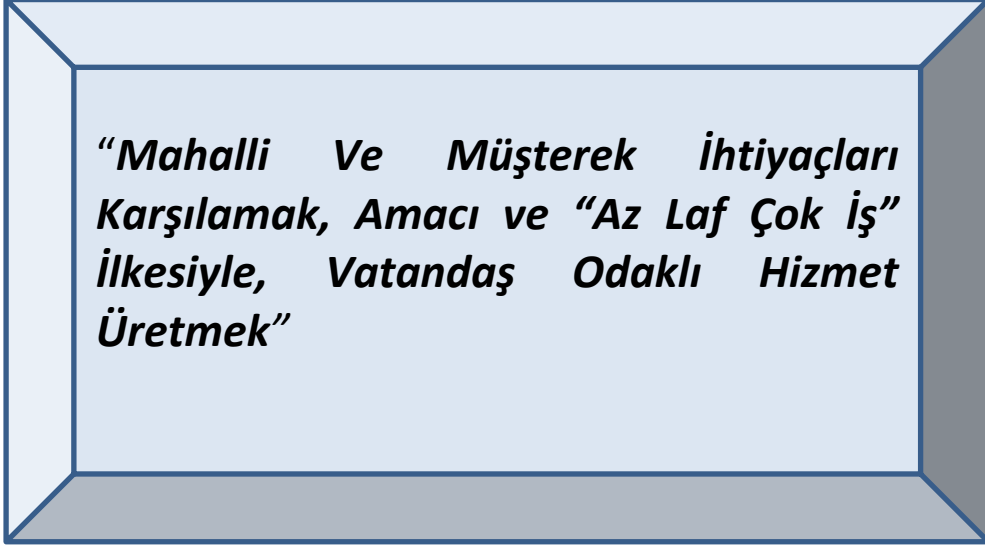 “Mahalli Ve Müşterek İhtiyaçları
Karşılamak, Amacı ve “Az Laf Çok İş”
İlkesiyle, Vatandaş Odaklı Hizmet
Üretmek”